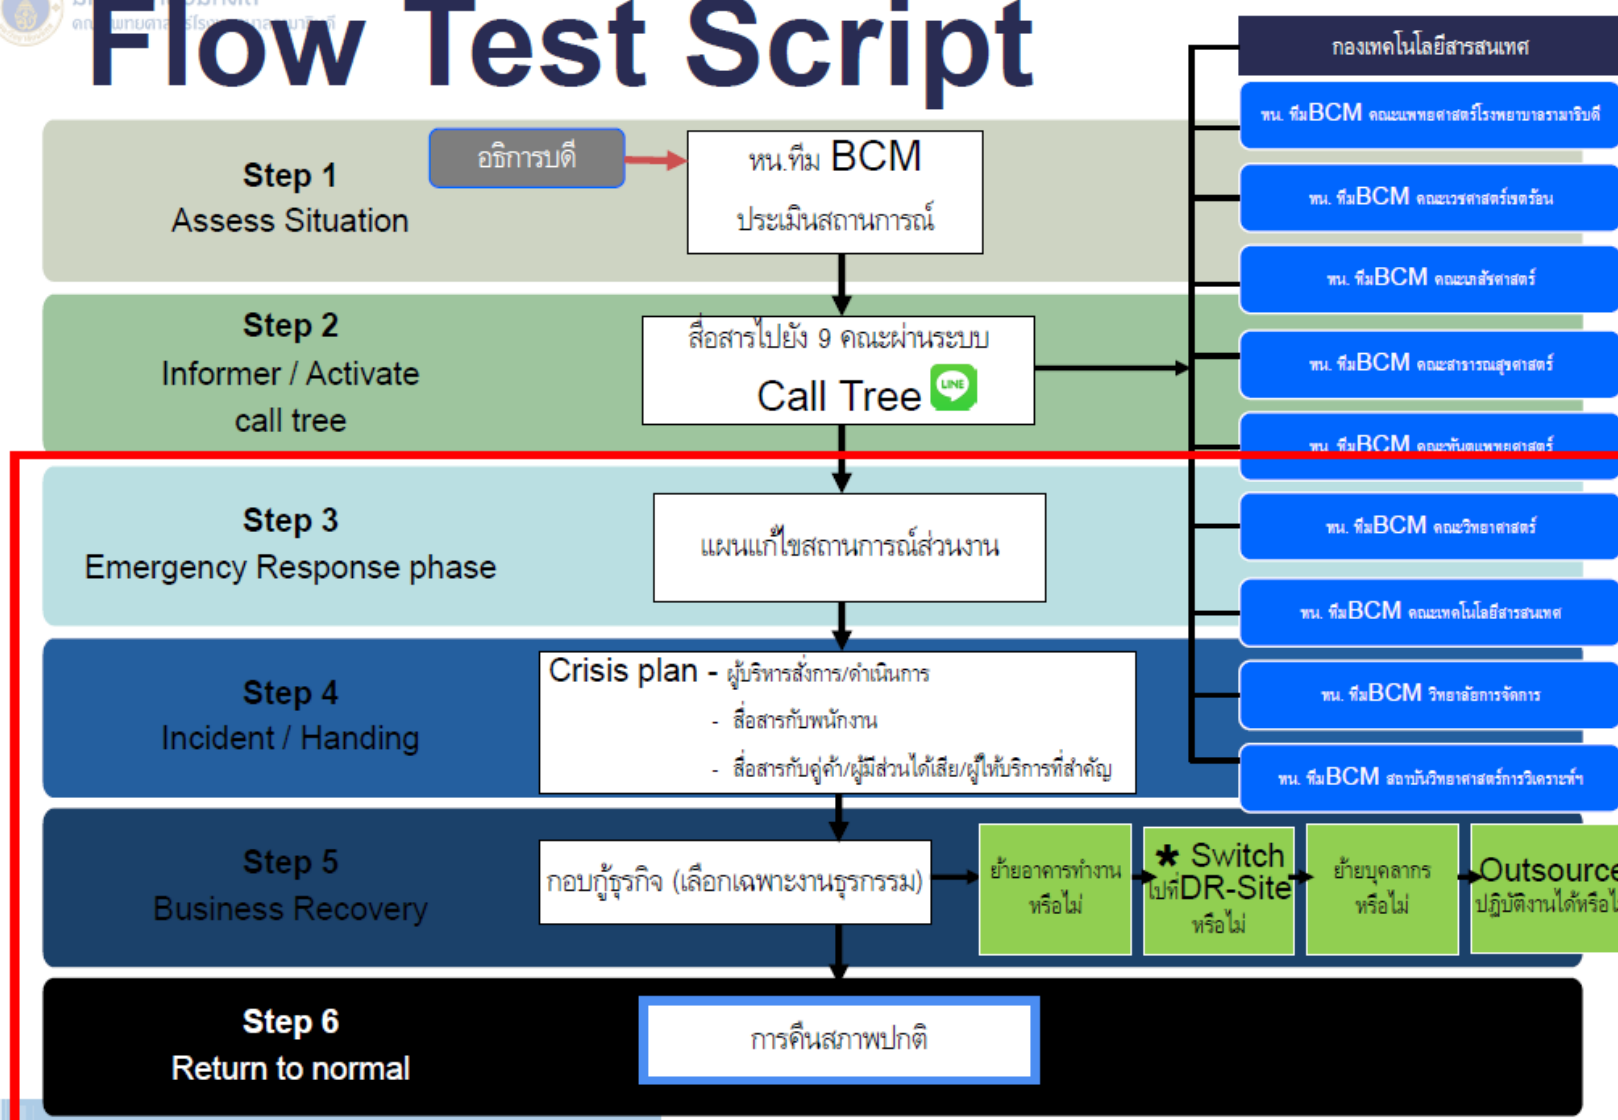 Flow Test Script
Step 1
Assess Situation
อธิการบดี
หน.ทีม BCM
ประเมินสถานการณ์
Step 2
Informer / Activate
call tree
สื่อสารไปยัง 9 คณะผ่านระบบ
Call Tree
LINE
Step 3
Emergency Response phase
แผนแก้ไขสถานการณ์ส่วนงาน
Step 4
Incident / Handing
Crisis plan - ผู้บริหารสั่งการ/ดำเนินการ
- สื่อสารกับพนักงาน
- สื่อสารกับคู่ค้า/ผู้มีส่วนได้เสีย/ผู้ให้บริการที่สำคัญ
Step 5
Business Recovery
กอบกู้ธุรกิจ (เลือกเฉพาะงานธุรกรรม)
ย้ายอาคารทำงาน
หรือไม่
* Switch
ไปที่DR-Site
หรือไม่
ย้ายบุคลากร
หรือไม่
Outsource
ปฏิบัติงานได้หรือไ
Step 6
Return to normal
การคืนสภาพปกติ
กองเทคโนโลยีสารสนเทศ
หน. ทีมBCM คณะแพทยศาสตร์โรงพยาบาลรามาธิบดี
หน. ทีมBCM คณะเวชศาสตร์เขตร้อน
หน. ทีมBCM คณะเภสัชศาสตร์
หน. ทีมBCM คณะสาธารณสุขศาสตร์
หน. ทีมBCM คณะทันตแพทยศาสตร์
หน. ทีมBCM คณะวิทยาศาสตร์
หน. ทีมBCM คณะเทคโนโลยีสารสนเทศ
หน. ทีมBCM วิทยาลัยการจัดการ
หน. ทีมBCM สถาบันวิทยาศาสตร์การวิเคราะห์ฯ